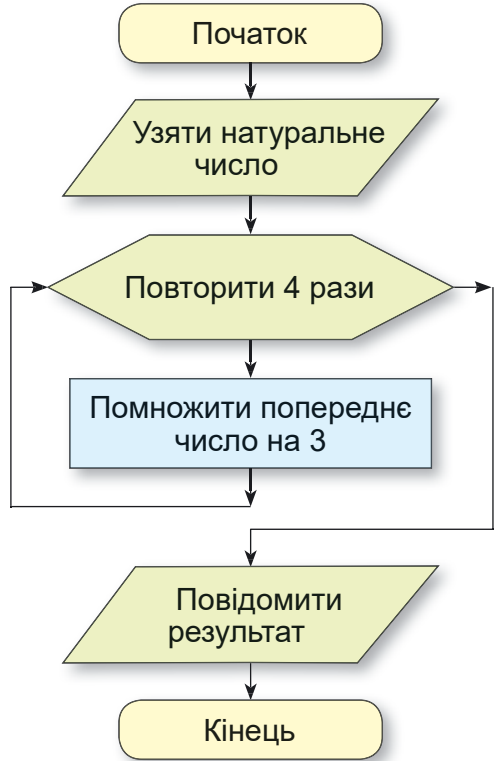 Початок
Узяти натуральне
число
Повторити 4 рази
Помножити попереднє
число на 3
Повідомити
результат
Кінець